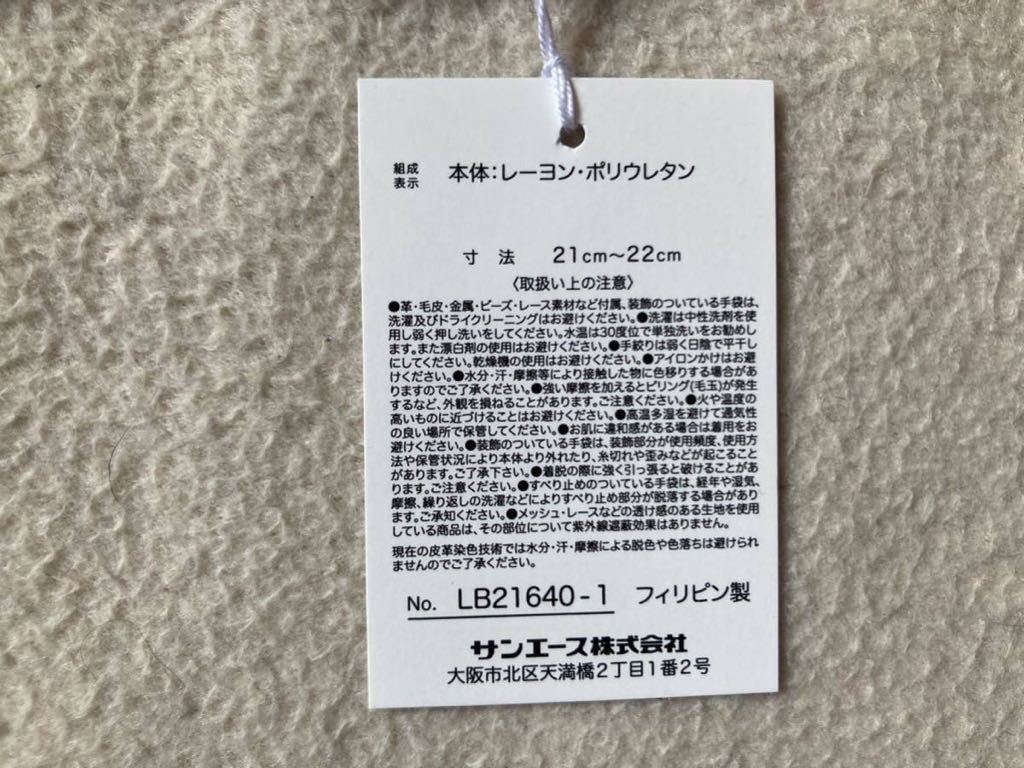 組成
表示
本体:レーヨン・ポリウレタン
寸 法 21cm〜22cm
〈取扱い上の注意〉
●革・毛皮・金属・ビーズ・レース素材など付属、装飾のついている手袋は、
洗濯及びドライクリーニングはお避けください。●洗濯は中性洗剤を使
用し弱く押し洗いをしてください。水温は30度位で単独洗いをお勧めし
ます。また漂白剤の使用はお避けください。●手絞りは弱く日陰で平干し
にしてください。乾燥機の使用はお避けください。●アイロンかけはお避
けください。●水分・汗・摩擦等により接触した物に色移りする場合があ
りますのでご了承ください。●強い摩擦を加えるとピリング(毛玉)が発生
するなど、外観を損ねることがあります。ご注意ください。●火や温度の
高いものに近づけることはお避けください。●高温多湿を避けて通気性
の良い場所で保管してください。●お肌に違和感がある場合は着用をお
避けください。●装飾のついている手袋は、装飾部分が使用頻度、使用方
法や保管状況により本体より外れたり、糸切れや歪みなどが起こること
があります。ご了承下さい。●着脱の際に強く引っ張ると破けることがあ
ります。ご注意ください。●すべり止めのついている手袋は、経年や湿気、
摩擦、繰り返しの洗濯などによりすべり止め部分が脱落する場合があり
ます。ご承知ください。●メッシュ・レースなどの透け感のある生地を使用
している商品は、その部位について紫外線遮蔽効果はありません。
現在の皮革染色技術では水分・汗・摩擦による脱色や色落ちは避けられ
ませんのでご了承ください。
No. LB21640-1 フィリピン製
サンエース株式会社
大阪市北区天満橋2丁目1番2号